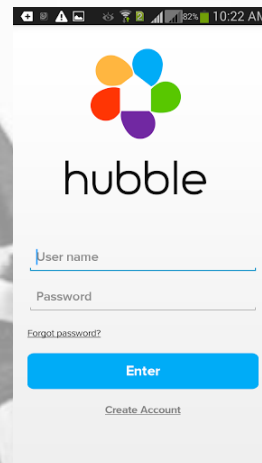 82% 10:22 AM
hubble
User name
Password
Forgot password?
Enter
Create Account